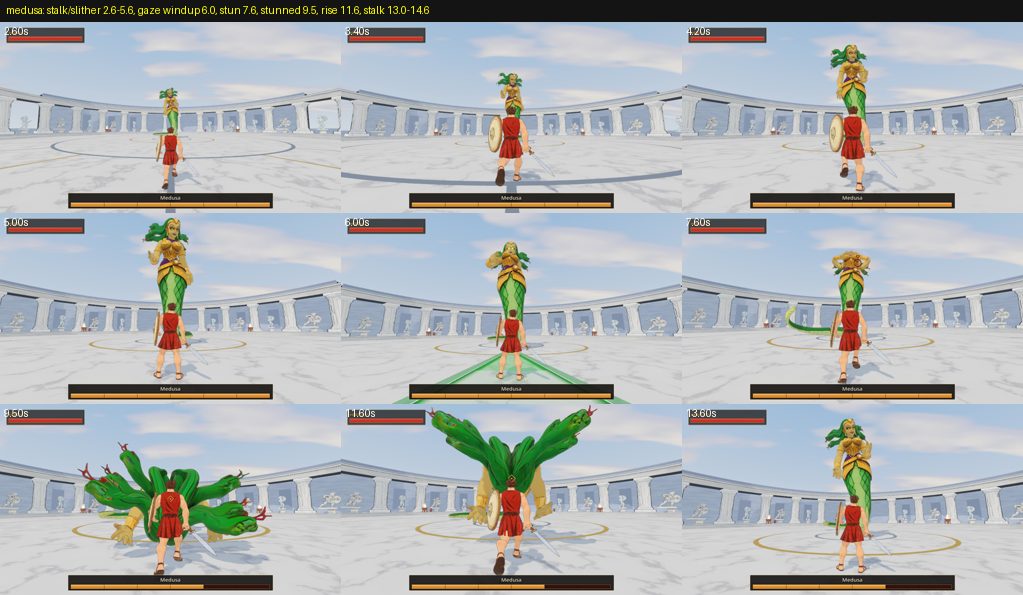 medusa: stalk/slither 2.6-5.6, gaze windup 6.0, stun 7.6, stunned 9.5, rise 11.6, stalk 13.0-14.6
2.60s
3.40s
4.20s
Medusa
Medusa
Medusa
5.00s
6.00s
7.60s
Medusa
Medusa
Medusa
9.50s
11.60s
13.60s
Medusa
Medusa
Medusa